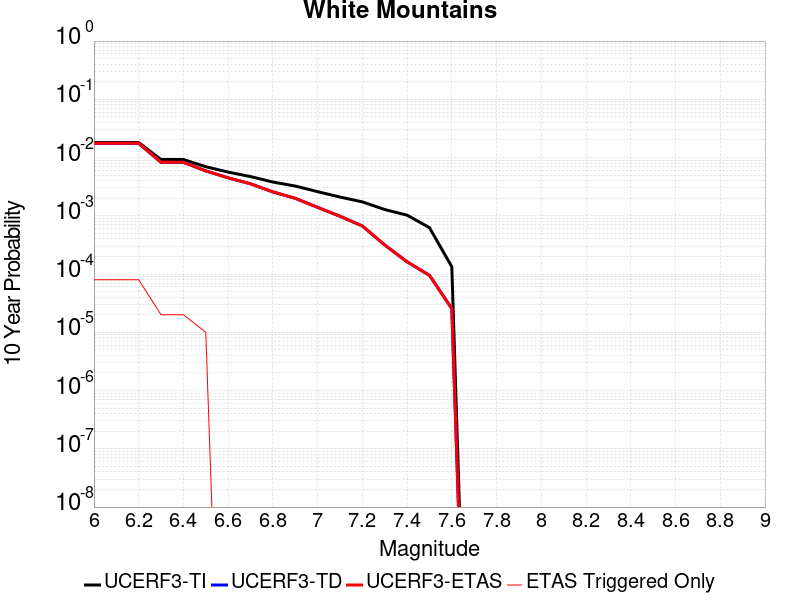 White Mountains
10^0
10^-1
10^-2
10^-3
10^-4
10^-5
10^-6
10^-7
10^-8
10 Year Probability
6 6.2 6.4 6.6 6.8 7 7.2 7.4 7.6 7.8 8 8.2 8.4 8.6 8.8 9
Magnitude
UCERF3-TI UCERF3-TD UCERF3-ETAS ETAS Triggered Only